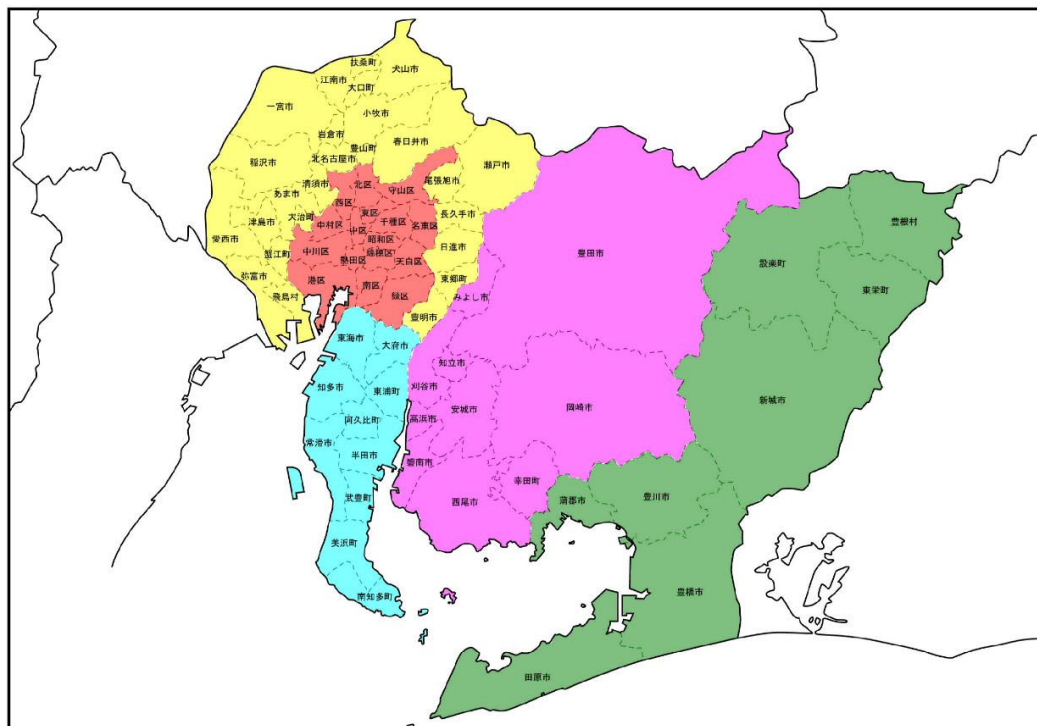 扶桑町
犬山市
江南市
大口町
一宮市
小牧市
岩倉市
春日井市
豊山町
北名古屋市
稲沢市
瀬戸市
清須市
尾張旭市
北区
守山区
あま市
西区
東区
長久手市
津島市
大治町
中村区
千種区
名東区
中区
愛西市
昭和区
日進市
蟹江町
中川区
瑞穂区
熱田区
天白区
豊田市
弥富市
港区
南区
東郷町
飛島村
緑区
みよし市
豊明市
豊根村
設楽町
東栄町
東海市
大府市
知立市
知多市
東浦町
刈谷市
新城市
安城市
岡崎市
阿久比町
高浜市
常滑市
半田市
碧南市
幸田町
武豊町
西尾市
蒲郡市
豊川市
美浜町
南知多町
豊橋市
田原市